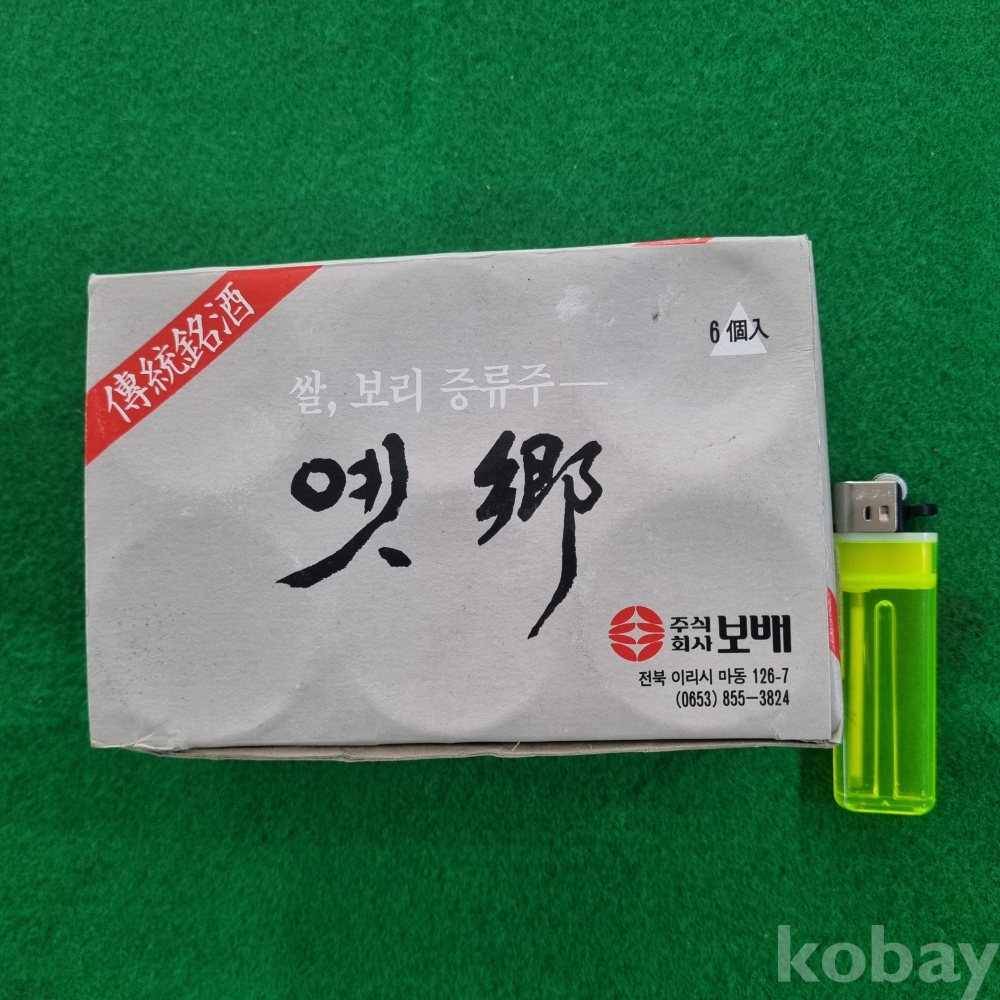 傳統銘酒
6個入
쌀, 보리 증류주
옛鄕
주식회사 보배
전북 이리시 마동 126-7
(0653) 855-3824
kobay